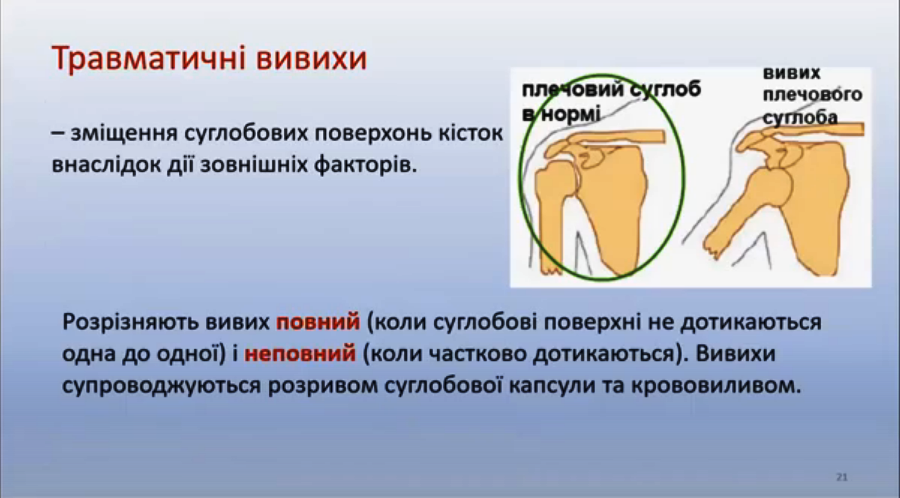 Травматичні вивихи
– зміщення суглобових поверхонь кісток
внаслідок дії зовнішніх факторів.
плечовий суглоб
в нормі
вивих
плечового
суглоба
Розрізняють вивих повний (коли суглобові поверхні не дотикаються
одна до одної) і неповний (коли частково дотикаються). Вивихи
супроводжуються розривом суглобової капсули та крововиливом.
21